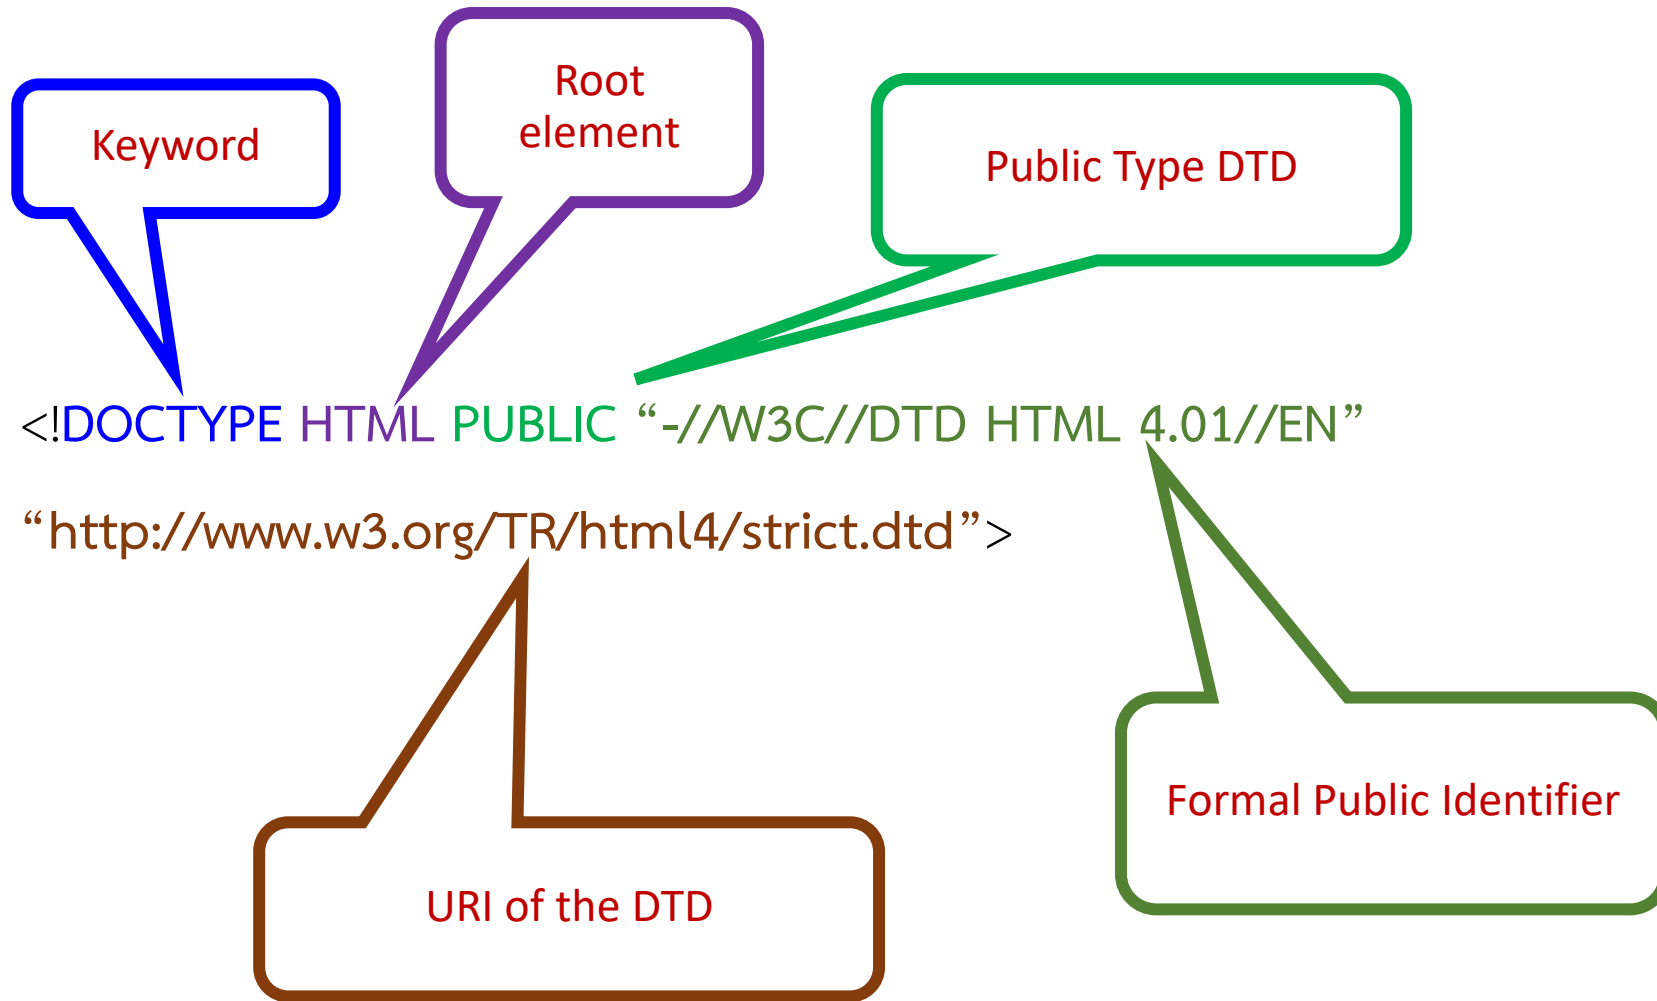 Keyword
Root
element
Public Type DTD
<!DOCTYPE HTML PUBLIC “-//W3C//DTD HTML 4.01//EN”
“http://www.w3.org/TR/html4/strict.dtd”>
Formal Public Identifier
URI of the DTD